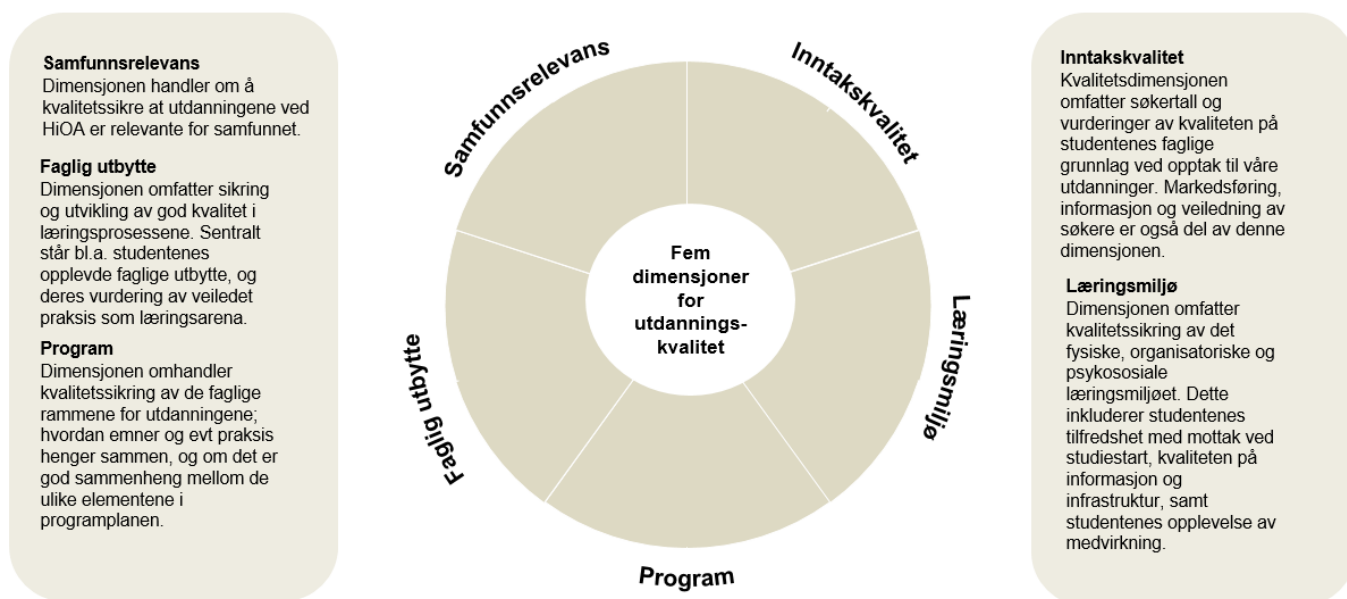 Samfunnsrelevans
Dimensjonen handler om å
kvalitetssikre at utdanningene ved
HiOA er relevante for samfunnet.
Faglig utbytte
Dimensjonen omfatter sikring
og utvikling av god kvalitet i
læringsprosessene. Sentralt
står bl.a. studentenes
opplevde faglige utbytte, og
deres vurdering av veiledet
praksis som læringsarena.
Program
Dimensjonen omhandler
kvalitetssikring av de faglige
rammene for utdanningene;
hvordan emner og evt praksis
henger sammen, og om det er
god sammenheng mellom de
ulike elementene i
programplanen.
Samfunnsrelevans
Inntakskvalitet
Læringsmiljø
Program
Faglig utbytte
Fem
dimensjoner
for
utdannings-
kvalitet
Inntakskvalitet
Kvalitetsdimensjonen
omfatter søkertall og
vurderinger av kvaliteten på
studentenes faglige
grunnlag ved opptak til våre
utdanninger. Markedsføring,
informasjon og veiledning av
søkere er også del av denne
dimensjonen.
Læringsmiljø
Dimensjonen omfatter
kvalitetssikring av det
fysiske, organisatoriske og
psykososiale
læringsmiljøet. Dette
inkluderer studentenes
tilfredshet med mottak ved
studiestart, kvaliteten på
informasjon og
infrastruktur, samt
studentenes opplevelse av
medvirkning.